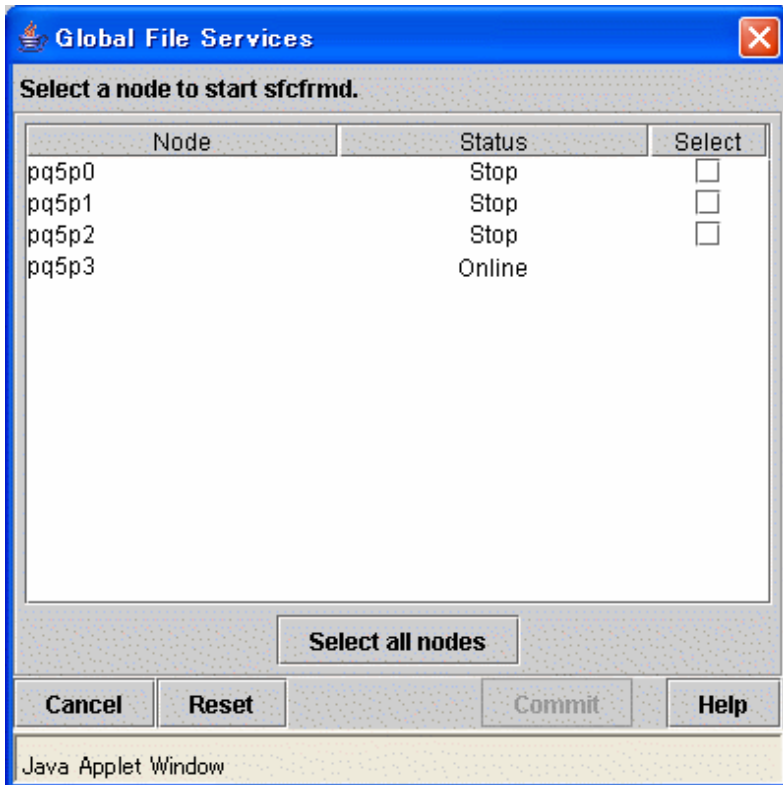 Global File Services
Select a node to start sfcfrmd.
Node Status Select
pq5p0 Stop
pq5p1 Stop
pq5p2 Stop
pq5p3 Online
Select all nodes
Cancel Reset Commit Help
Java Applet Window